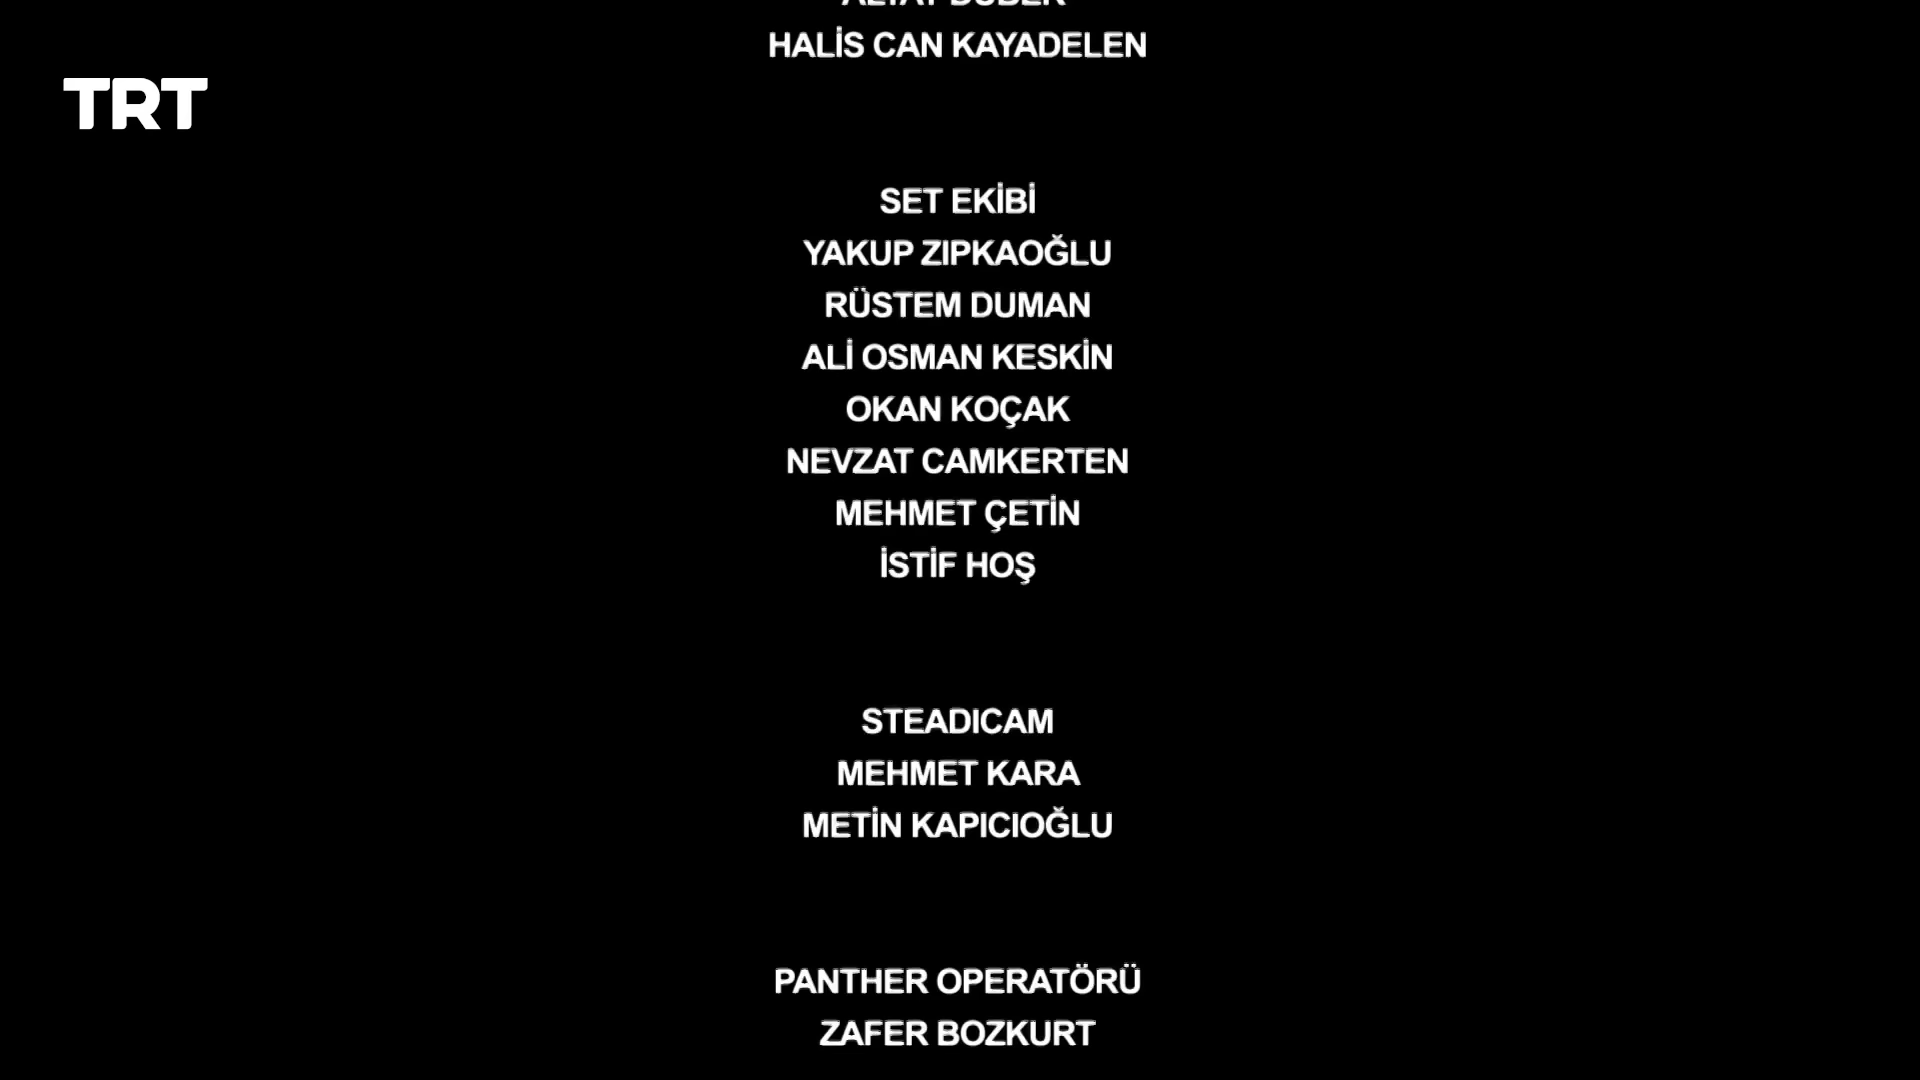 HALİS CAN KAYADELEN
TRT
SET EKİBİ
YAKUP ZIPKAOĞLU
RÜSTEM DUMAN
ALİ OSMAN KESKİN
OKAN KOÇAK
NEVZAT CAMKERTEN
MEHMET ÇETİN
İSTİF HOŞ
STEADICAM
MEHMET KARA
METİN KAPICIOĞLU
PANTHER OPERATÖRÜ
ZAFER BOZKURT